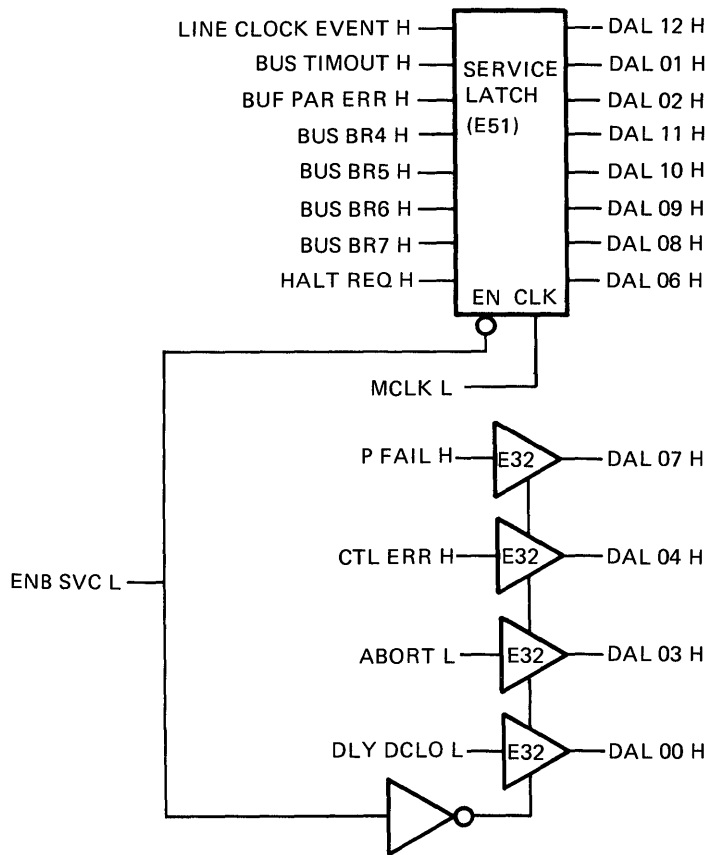 LINE CLOCK EVENT H
DAL 12 H
BUS TIMOUT H
SERVICE
DAL 01 H
BUF PAR ERR H
LATCH
DAL 02 H
(E51)
BUS BR4 H
DAL 11 H
BUS BR5 H
DAL 10 H
BUS BR6 H
DAL 09 H
BUS BR7 H
DAL 08 H
HALT REQ H
DAL 06 H
EN CLK
MCLK L
P FAIL H
E32
DAL 07 H
CTL ERR H
E32
DAL 04 H
ENB SVC L
ABORT L
E32
DAL 03 H
DLY DCLO L
E32
DAL 00 H